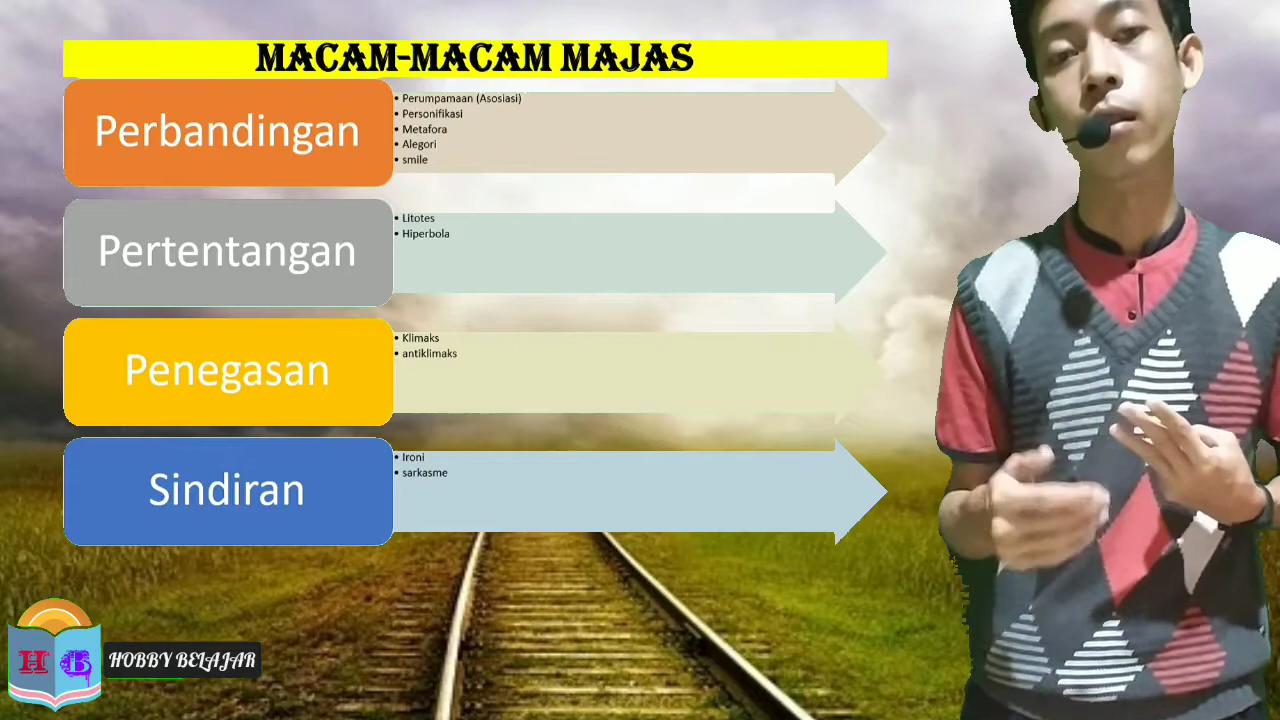 MACAM-MACAM MAJAS
Perbandingan
• Perumpamaan (Asosiasi)
• Personifikasi
• Metafora
• Alegori
• smile
Pertentangan
• Litotes
• Hiperbola
Penegasan
• Klimaks
• antiklimaks
Sindiran
• Ironi
• sarkasme
H B
HOBBY BELAJAR